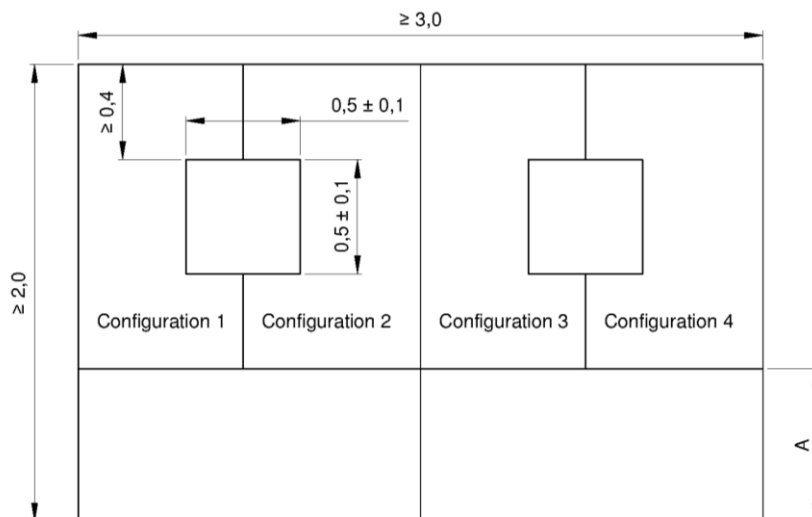 ≥ 3,0
≥ 0,4
0,5 ± 0,1
0,5 ± 0,1
≥ 2,0
Configuration 1
Configuration 2
Configuration 3
Configuration 4
A